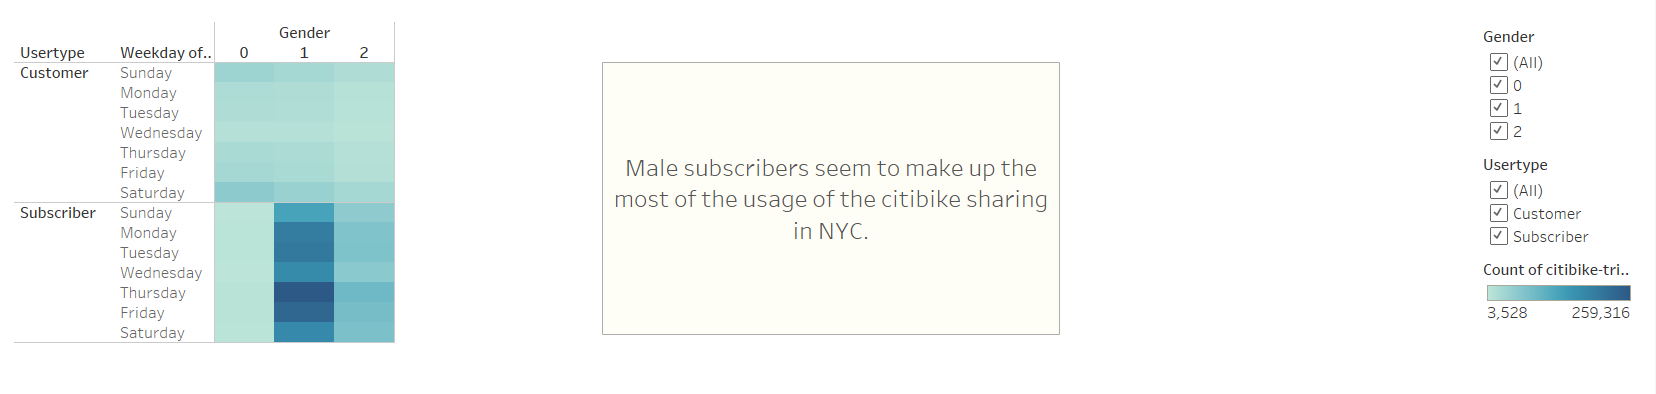 Gender
Usertype Weekday of.. 0 1 2
Customer Sunday
Monday
Tuesday
Wednesday
Thursday
Friday
Saturday
Subscriber Sunday
Monday
Tuesday
Wednesday
Thursday
Friday
Saturday
Male subscribers seem to make up the
most of the usage of the citibike sharing
in NYC.
Gender
(All)
0
1
2
Usertype
(All)
Customer
Subscriber
Count of citibike-tri..
3,528 259,316